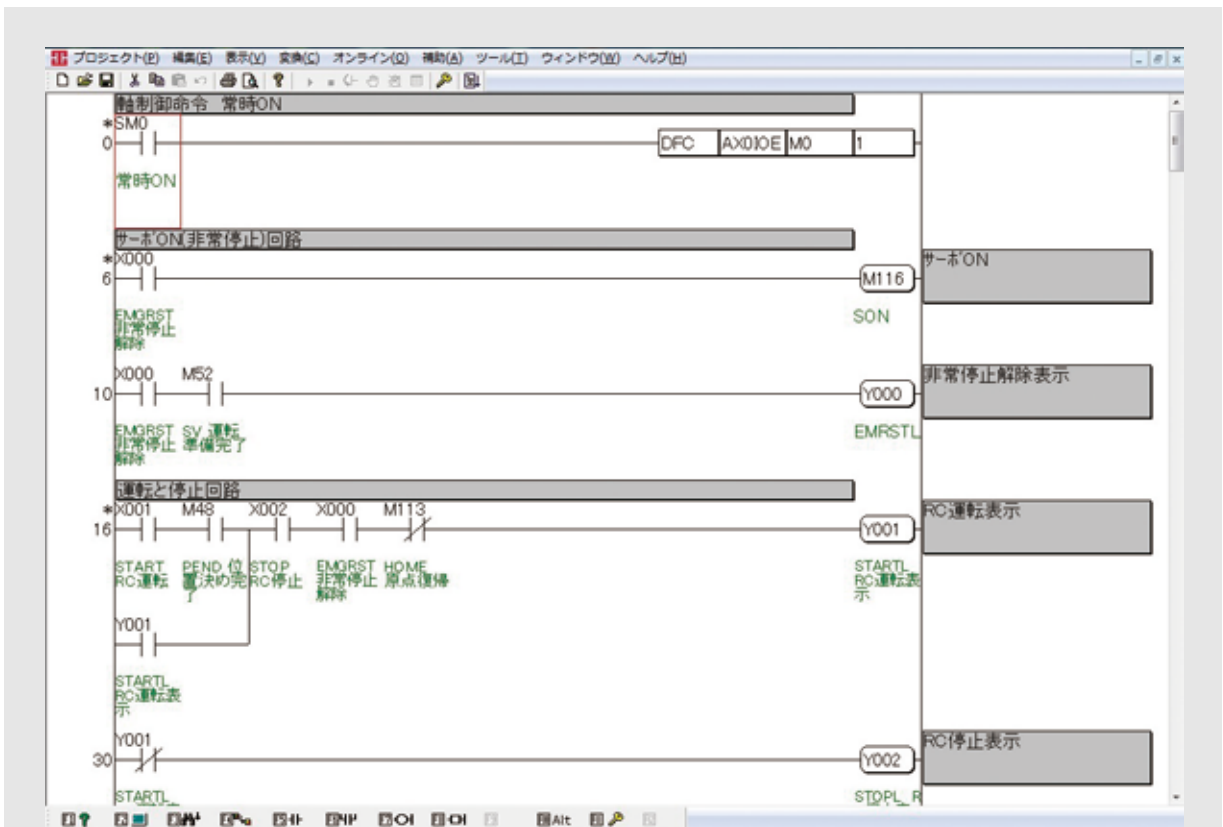 プロジェクト(P) 編集(E) 表示(V) 変換(C) オンライン(O) 補助(A) ツール(T) ウィンドウ(W) ヘルプ(H)
軸制御命令 常時ON
*SM0
0
DFC AX0JOE M0 1
常時ON
サーボON(非常停止)回路
*X000
6
M116
サーボON
EMGRST
非常停止
解除
SON
X000 M52
10
Y000
非常停止解除表示
EMGRST
非常停止
解除
SV 運転
準備完了
EMRSTL
運転と停止回路
*X001 M48 X002 X000 M113
16
Y001
RC運転表示
START
RC運転
PEND 位
置決め完
了
STOP
RC停止
EMGRST
非常停止
解除
HOME
原点復帰
STARTL
RC運転表
示
Y001
STARTL
RC運転表
示
Y001
30
Y002
RC停止表示
STARTL
STOPL R
Alt